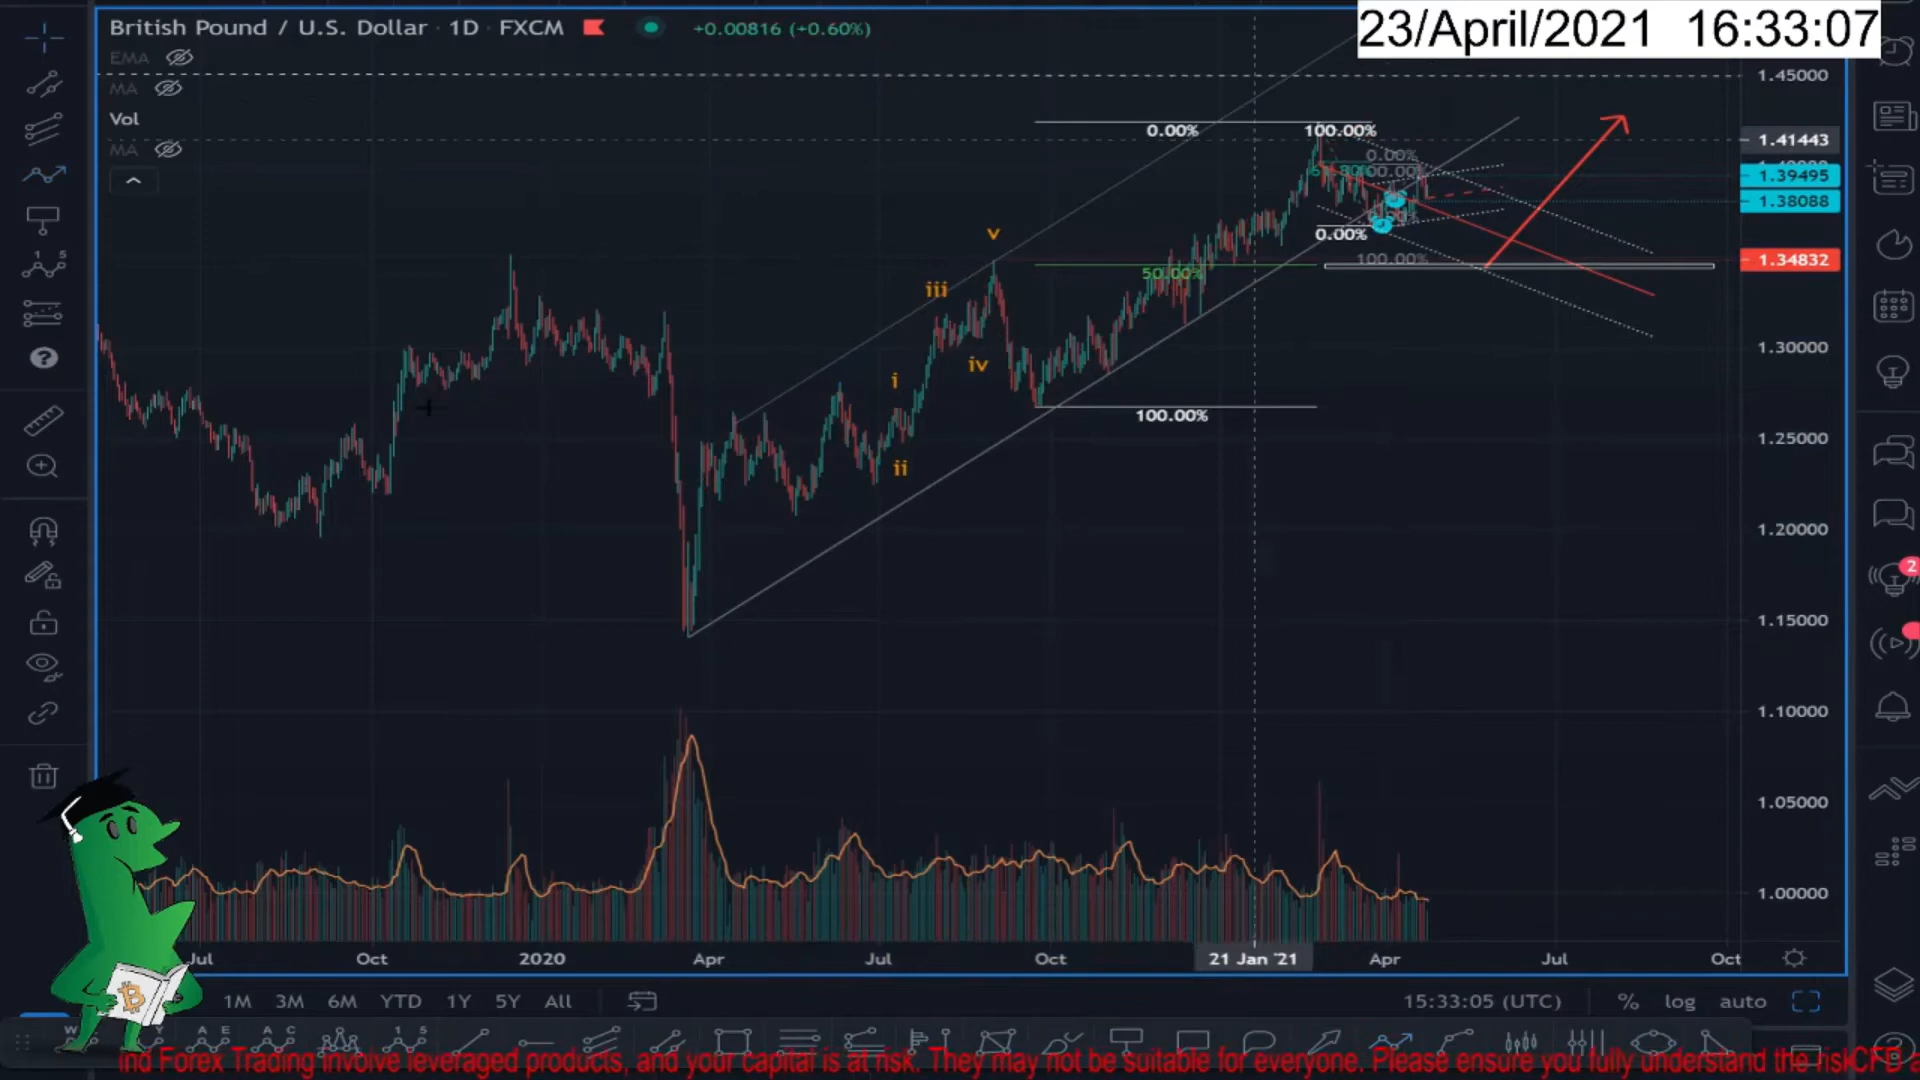 British Pound / U.S. Dollar · 1D · FXCM +0.00816 (+0.60%)
23/April/2021 16:33:07
EMA
MA
Vol
MA
1.45000
1.41443
1.39495
1.38088
1.34832
1.30000
1.25000
1.20000
1.15000
1.10000
1.05000
1.00000
0.00%
100.00%
0.00%
0.00%
100.00%
50.00%
100.00%
v
iii
iv
i
ii
2
Jul Oct 2020 Apr Jul Oct 21 Jan '21 Apr Jul Oct
1M 3M 6M YTD 1Y 5Y All
15:33:05 (UTC) % log auto
ind Forex Trading involve leveraged products, and your capital is at risk. They may not be suitable for everyone. Please ensure you fully understand the risk